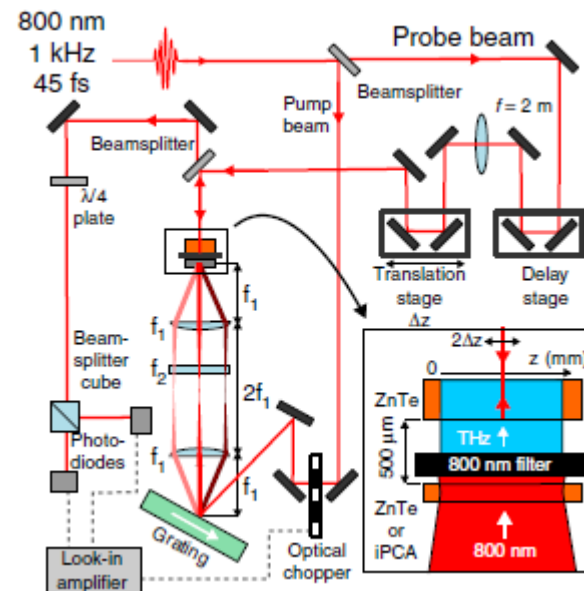 800 nm
1 kHz
45 fs
Probe beam
Beamsplitter
Pump
beam
f = 2 m
Beamsplitter
λ/4
plate
Translation
stage
Δz
Delay
stage
f1
f1
f2
2f1
f1
f1
Beam-
splitter
cube
Photo-
diodes
Look-in
amplifier
Grating
Optical
chopper
2Δz
0
z (mm)
ZnTe
THz
500 μm
800 nm filter
ZnTe
or
iPCA
800 nm